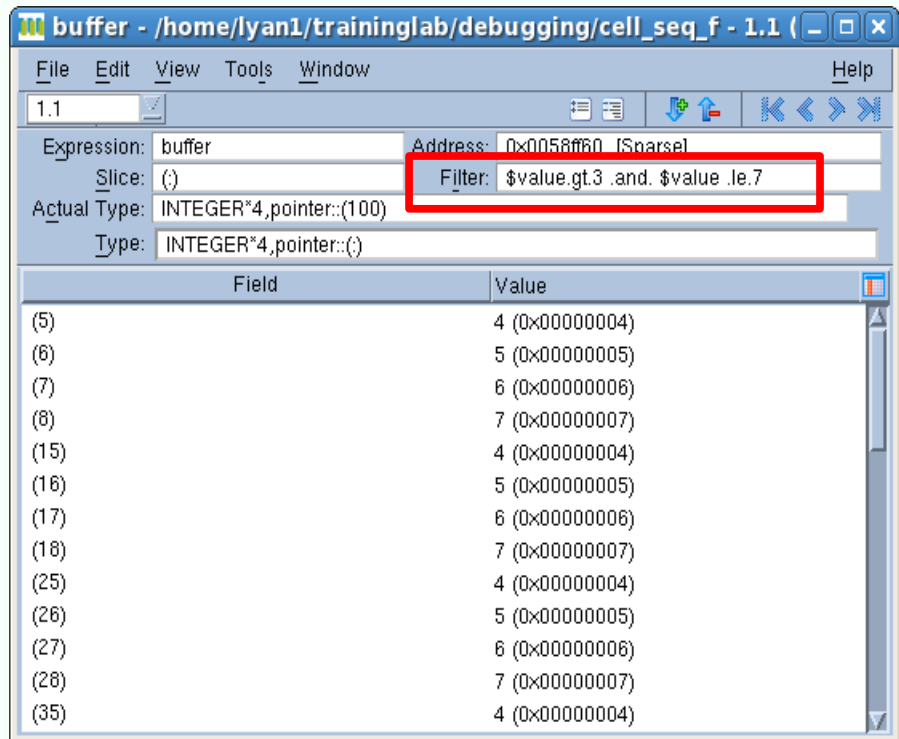 buffer - /home/lyan1/traininglab/debugging/cell_seq_f - 1.1 (
File Edit View Tools Window Help
1.1
Expression: buffer Address: 0x0058ff60 [Sparse]
Slice: (:) Filter: $value.gt.3 .and. $value .le.7
Actual Type: INTEGER*4,pointer::(100)
Type: INTEGER*4,pointer::(:)
Field Value
(5) 4 (0x00000004)
(6) 5 (0x00000005)
(7) 6 (0x00000006)
(8) 7 (0x00000007)
(15) 4 (0x00000004)
(16) 5 (0x00000005)
(17) 6 (0x00000006)
(18) 7 (0x00000007)
(25) 4 (0x00000004)
(26) 5 (0x00000005)
(27) 6 (0x00000006)
(28) 7 (0x00000007)
(35) 4 (0x00000004)